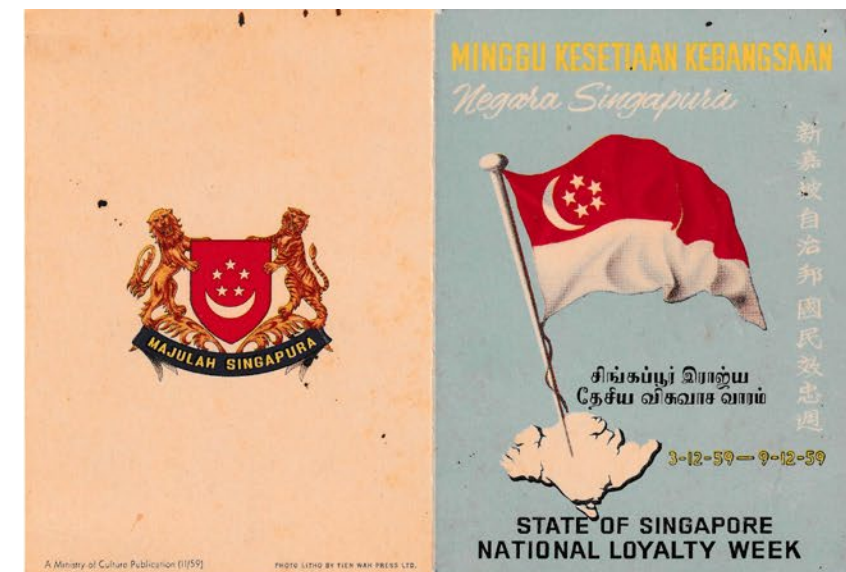 MAJULAH SINGAPURA
A Ministry of Culture Publication (11/59)
PHOTO LITHO BY TIEN WAH PRESS LTD.
MINGGU KESETIAAN KEBANGSAAN
Negara Singapura
新嘉坡自治邦國民效忠週
சிங்கப்பூர் இராஜ்ய
தேசிய விசுவாச வாரம்
3-12-59 — 9-12-59
STATE OF SINGAPORE
NATIONAL LOYALTY WEEK